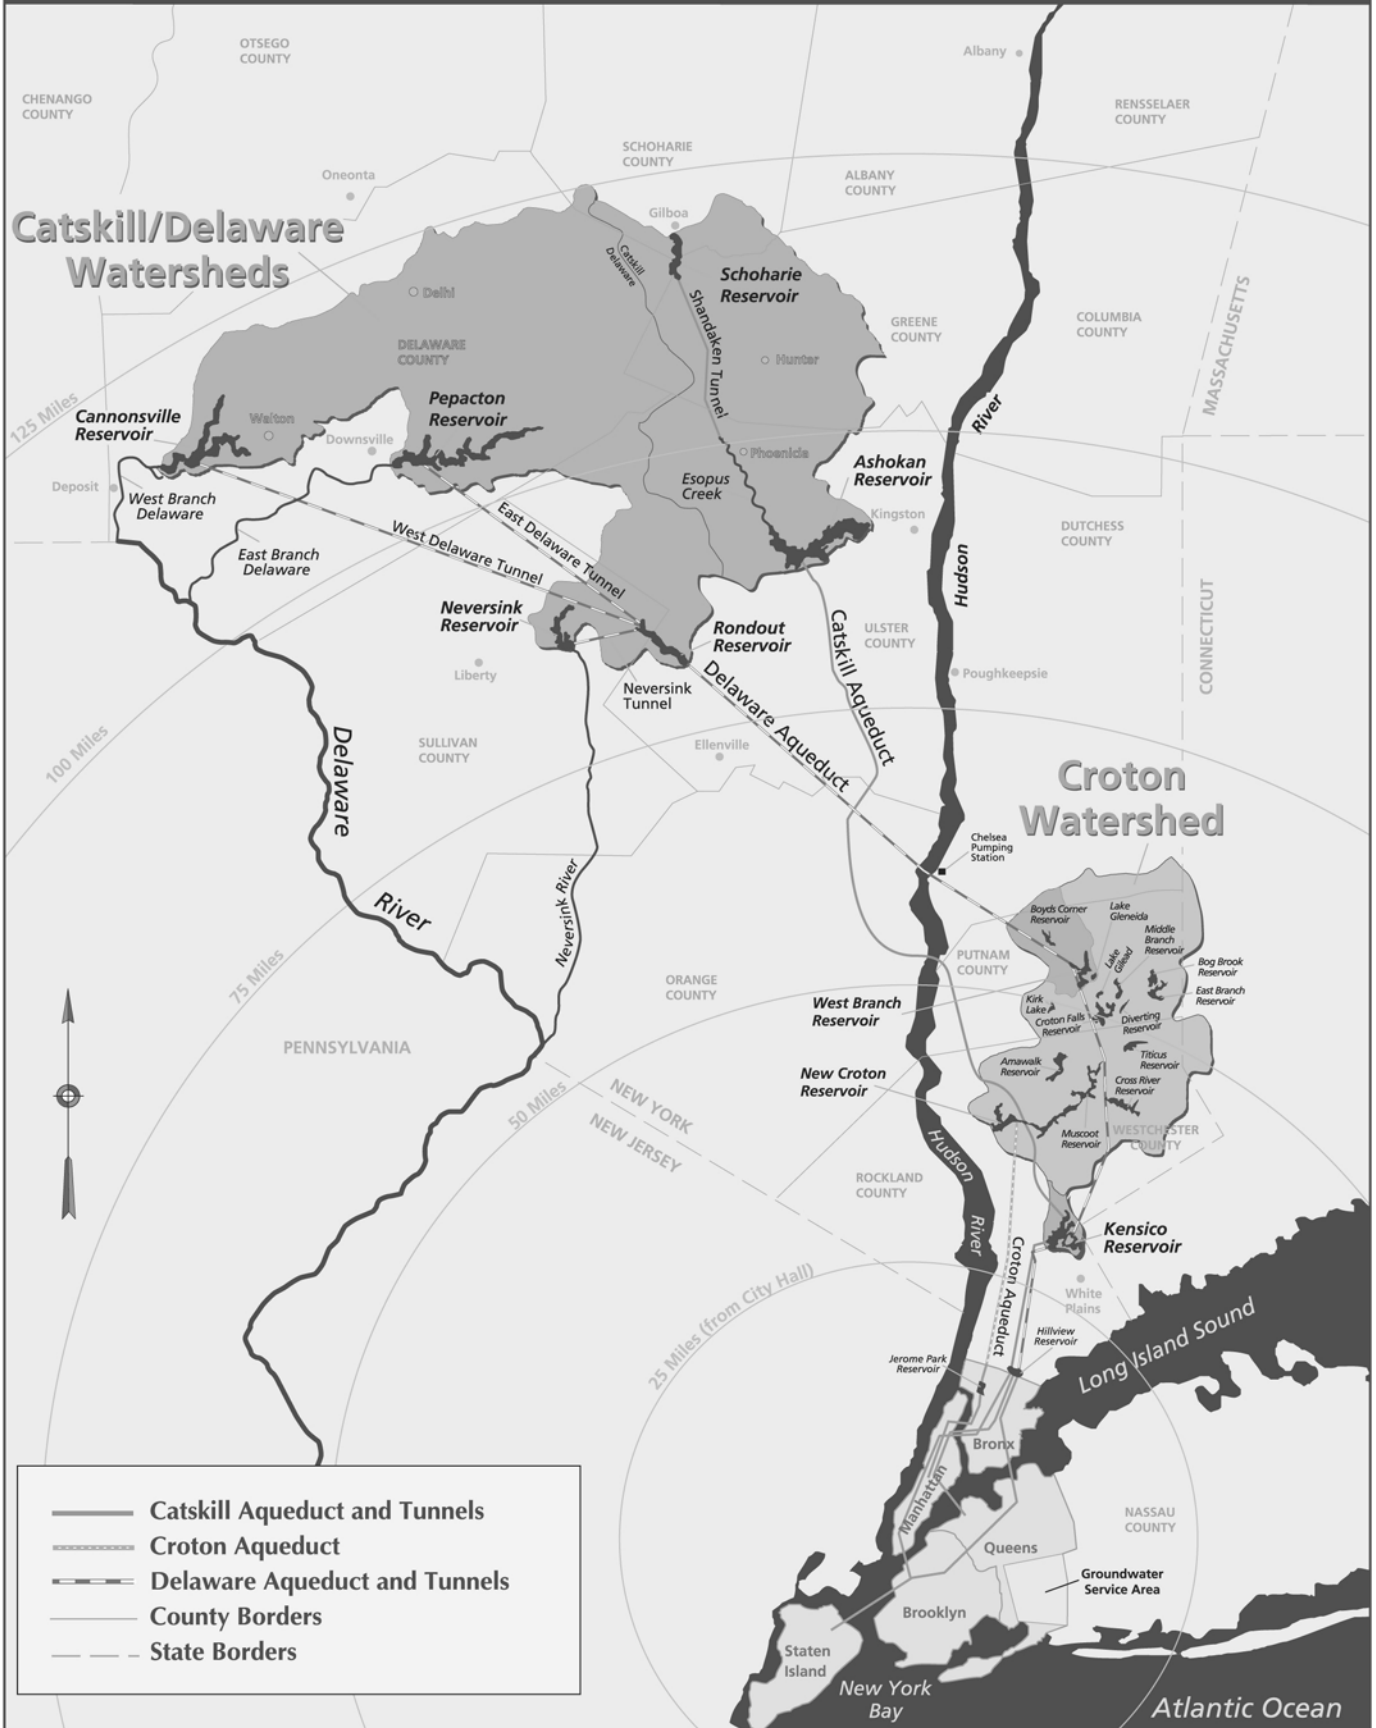 Albany
OTSEGO
COUNTY
CHENANGO
COUNTY
RENSSELAER
COUNTY
SCHOHARIE
COUNTY
Oneonta
ALBANY
COUNTY
Catskill/Delaware
Watersheds
Gilboa
Catskill
Delaware
Schoharie
Reservoir
Delhi
Shandaken Tunnel
GREENE
COUNTY
COLUMBIA
COUNTY
MASSACHUSETTS
DELAWARE
COUNTY
Hunter
125 Miles
Cannonsville
Reservoir
Walton
Pepacton
Reservoir
Downsville
River
Phoenicia
Ashokan
Reservoir
Esopus
Creek
Deposit
West Branch
Delaware
Kingston
DUTCHESS
COUNTY
East Delaware Tunnel
West Delaware Tunnel
East Branch
Delaware
Hudson
Neversink
Reservoir
Rondout
Reservoir
ULSTER
COUNTY
CONNECTICUT
Catskill Aqueduct
Liberty
Poughkeepsie
Neversink
Tunnel
Delaware Aqueduct
100 Miles
SULLIVAN
COUNTY
Ellenville
Delaware
Croton
Watershed
Chelsea
Pumping
Station
River
Neversink River
Boyds Corner
Reservoir
Lake
Gleneida
Middle
Branch
Reservoir
Lake
Gilead
Bog Brook
Reservoir
PUTNAM
COUNTY
East Branch
Reservoir
75 Miles
ORANGE
COUNTY
West Branch
Reservoir
Kirk
Lake
Croton Falls
Reservoir
Diverting
Reservoir
PENNSYLVANIA
Titicus
Reservoir
Amawalk
Reservoir
New Croton
Reservoir
Cross River
Reservoir
50 Miles
NEW YORK
NEW JERSEY
Muscoot
Reservoir
WESTCHESTER
COUNTY
Hudson
River
ROCKLAND
COUNTY
Kensico
Reservoir
Croton Aqueduct
25 Miles (from City Hall)
White
Plains
Long Island Sound
Hillview
Reservoir
Jerome Park
Reservoir
Bronx
Manhattan
NASSAU
COUNTY
Queens
Groundwater
Service Area
Brooklyn
Staten
Island
New York
Bay
Atlantic Ocean
Catskill Aqueduct and Tunnels
Croton Aqueduct
Delaware Aqueduct and Tunnels
County Borders
State Borders